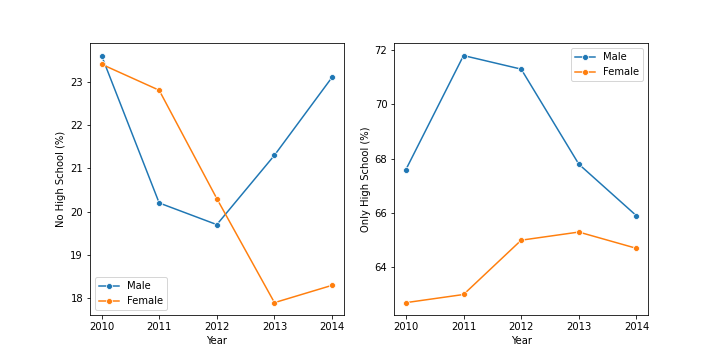 No High School (%)
23
22
21
20
19
18
Male
Female
2010 2011 2012 2013 2014
Year
Only High School (%)
72
70
68
66
64
Male
Female
2010 2011 2012 2013 2014
Year